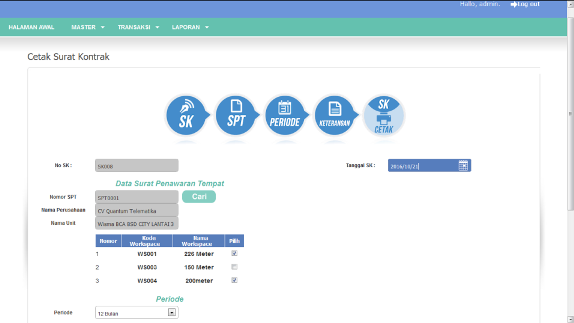 Hallo, admin. Log out
HALAMAN AWAL MASTER TRANSAKSI LAPORAN
Cetak Surat Kontrak
SK SPT PERIODE KETERANGAN SK CETAK
No SK : SK008 Tanggal SK : 2016/10/23
Data Surat Penawaran Tempat
Nomor SPT SPT0001 Cari
Nama Perusahaan CV Quantum Telematika
Nama Unit Wisma BCA BSD CITY LANTAI 3
Nomor Kode Workspace Nama Workspace Pilih
1 WS001 226 Meter
2 WS003 150 Meter
3 WS004 200meter
Periode
Periode 12 Bulan